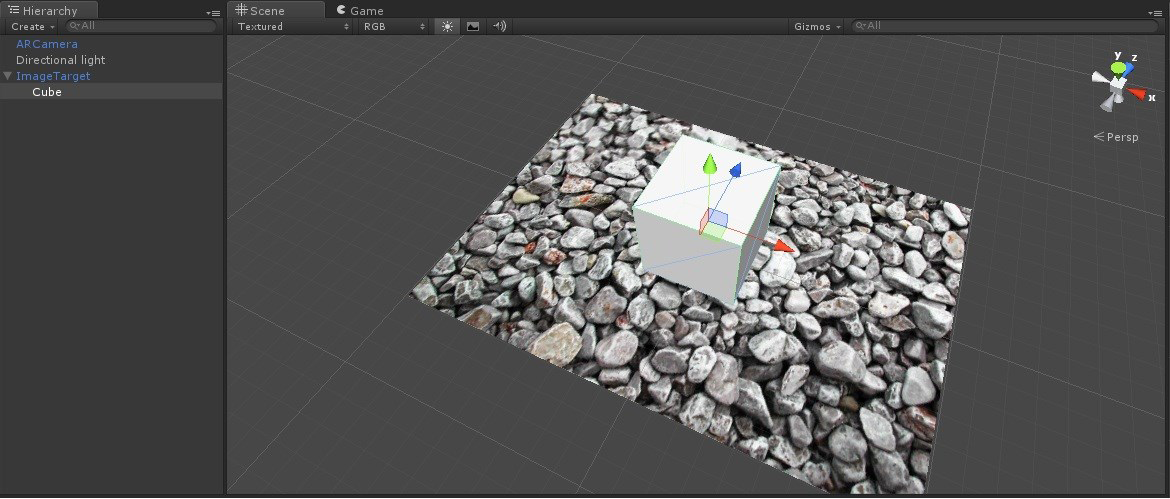 Hierarchy
Create
All
ARCamera
Directional light
ImageTarget
Cube
Scene
Game
Textured
RGB
Gizmos
All
y
z
x
Persp